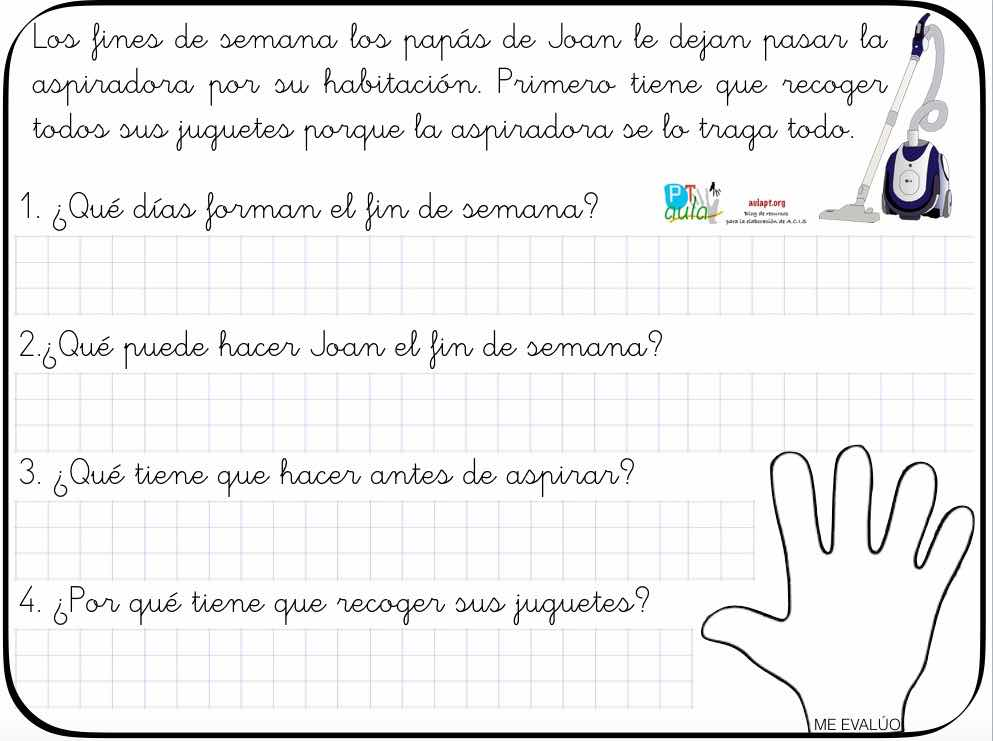 Los fines de semana los papás de Joan le dejan pasar la
aspiradora por su habitación. Primero tiene que recoger
todos sus juguetes porque la aspiradora se lo traga todo.
1. ¿Qué días forman el fin de semana?
PT
aula
aulapt.org
Blog de recursos
para la elaboración de A.C.I.S
2.¿Qué puede hacer Joan el fin de semana?
3. ¿Qué tiene que hacer antes de aspirar?
4. ¿Por qué tiene que recoger sus juguetes?
ME EVALÚO